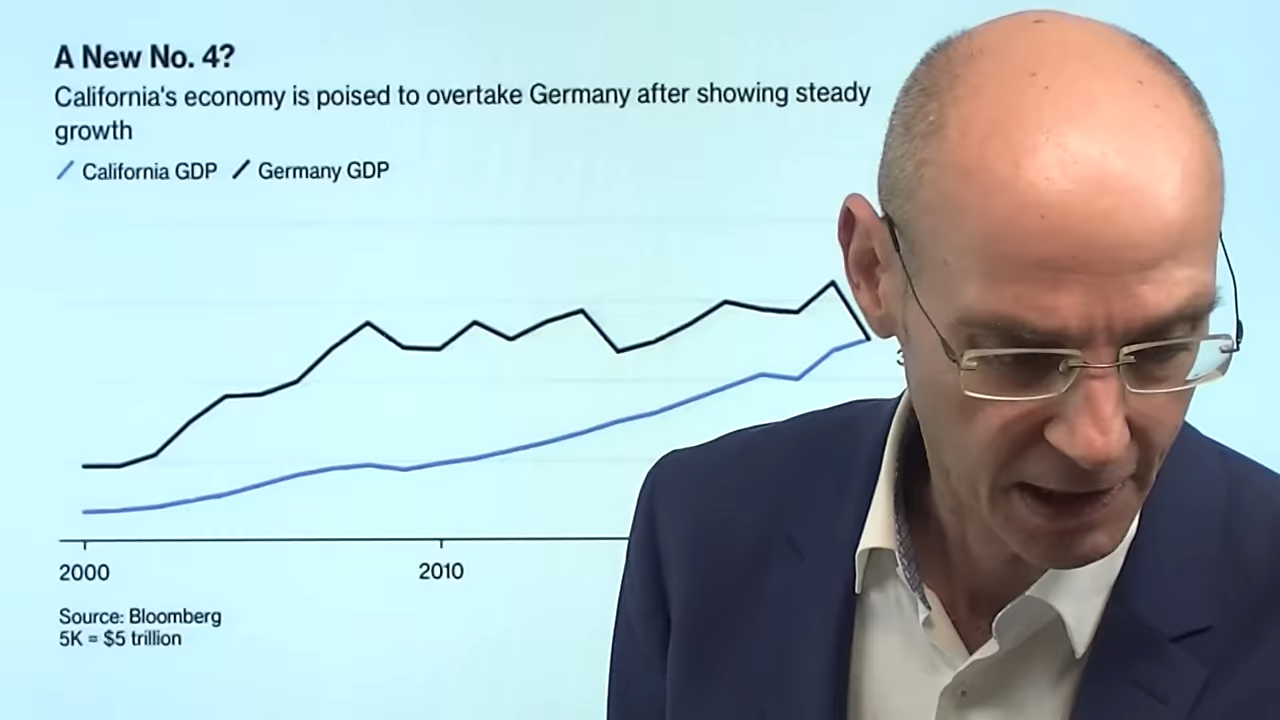 A New No. 4?
California's economy is poised to overtake Germany after showing steady
growth
California GDP Germany GDP
2000 2010
Source: Bloomberg
5K = $5 trillion